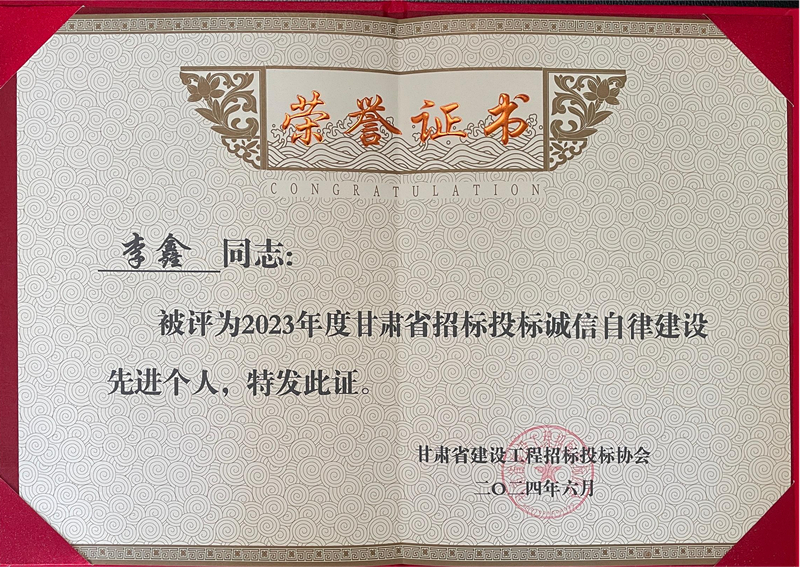 荣誉证书
CONGRATULATION
李鑫 同志:
被评为2023年度甘肃省招标投标诚信自律建设
先进个人，特发此证。
甘肃省建设工程招标投标协会
二〇二四年六月